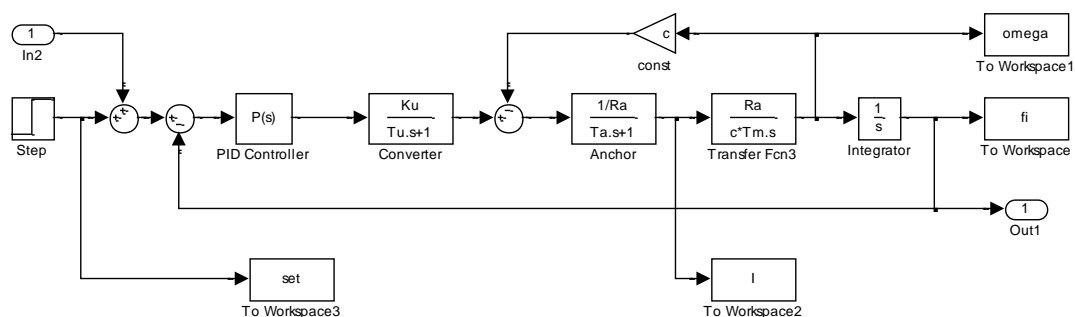 1
In2
Step
P(s)
PID Controller
Ku
Tu.s+1
Converter
c
const
1/Ra
Ta.s+1
Anchor
Ra
c*Tm.s
Transfer Fcn3
1
s
Integrator
omega
To Workspace1
fi
To Workspace
1
Out1
set
To Workspace3
I
To Workspace2